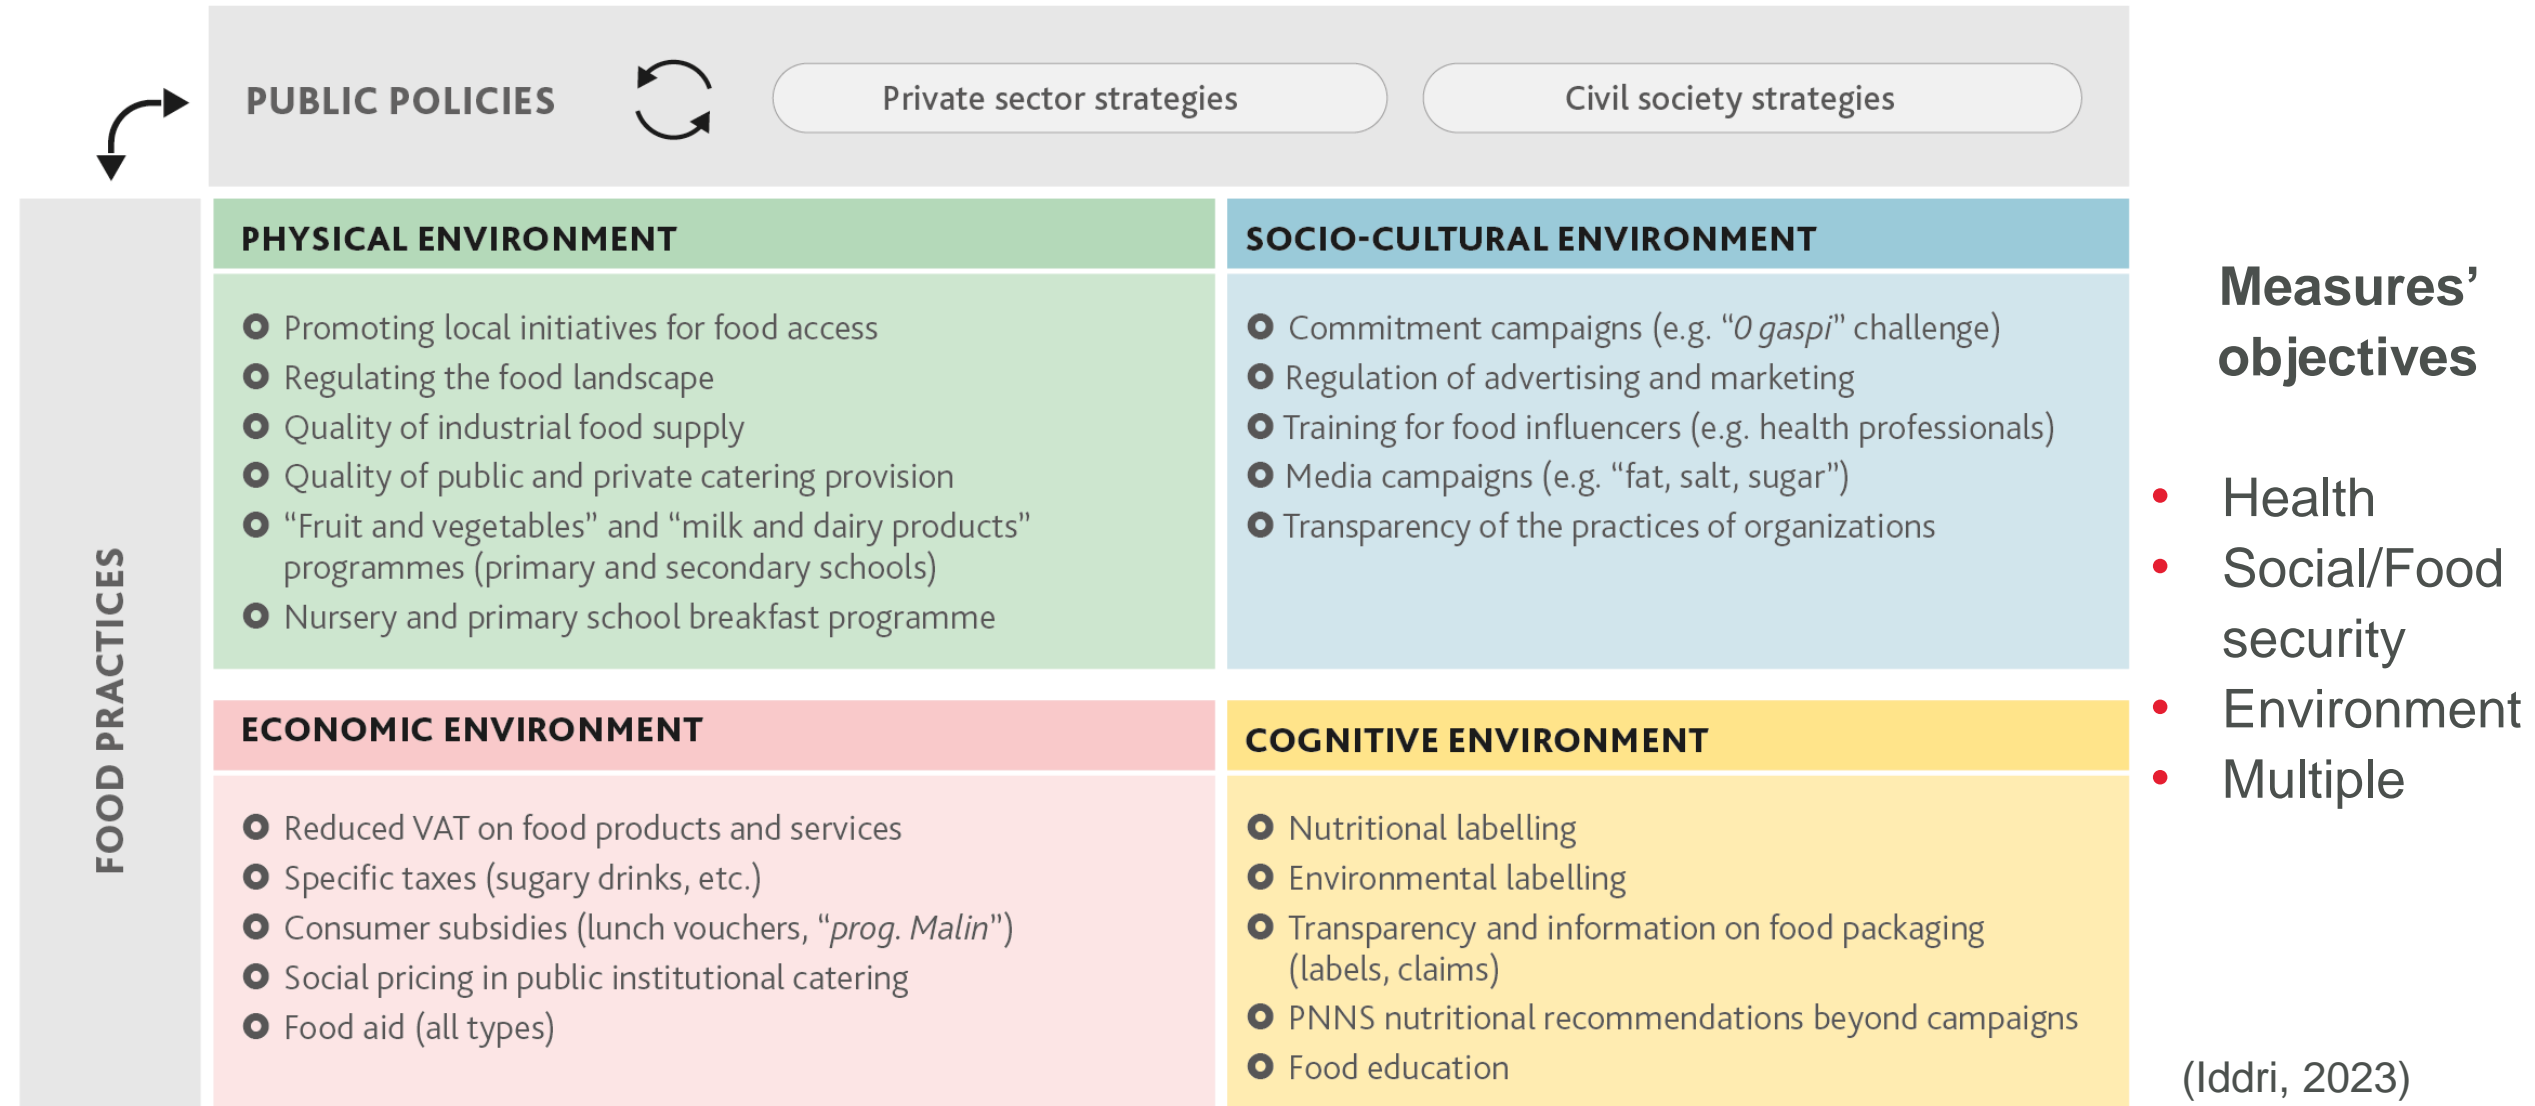 PUBLIC POLICIES
Private sector strategies
Civil society strategies
FOOD PRACTICES
PHYSICAL ENVIRONMENT
Promoting local initiatives for food access
Regulating the food landscape
Quality of industrial food supply
Quality of public and private catering provision
“Fruit and vegetables” and “milk and dairy products”
programmes (primary and secondary schools)
Nursery and primary school breakfast programme
SOCIO-CULTURAL ENVIRONMENT
Commitment campaigns (e.g. “0 gaspi” challenge)
Regulation of advertising and marketing
Training for food influencers (e.g. health professionals)
Media campaigns (e.g. “fat, salt, sugar”)
Transparency of the practices of organizations
ECONOMIC ENVIRONMENT
Reduced VAT on food products and services
Specific taxes (sugary drinks, etc.)
Consumer subsidies (lunch vouchers, “prog. Malin”)
Social pricing in public institutional catering
Food aid (all types)
COGNITIVE ENVIRONMENT
Nutritional labelling
Environmental labelling
Transparency and information on food packaging
(labels, claims)
PNNS nutritional recommendations beyond campaigns
Food education
Measures’
objectives
• Health
• Social/Food
security
• Environment
• Multiple
(Iddri, 2023)